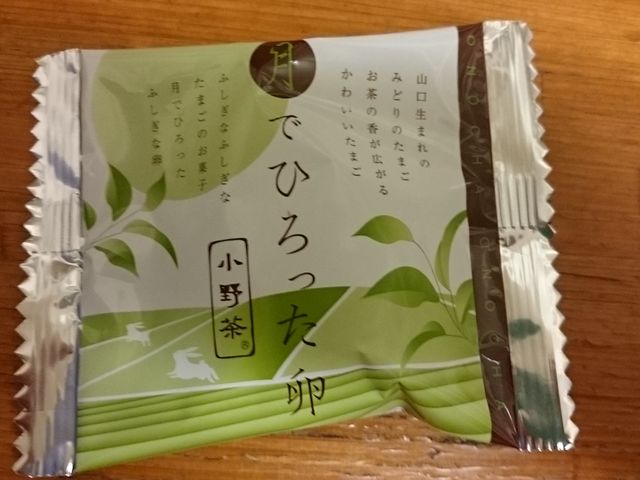 山口生まれの
みどりのたまご
お茶の香が広がる
かわいいたまご
月でひろった卵
小野茶
ふしぎなふしぎな
たまごのお菓子
月でひろった
ふしぎな卵
ONOCHA
ONOCHA